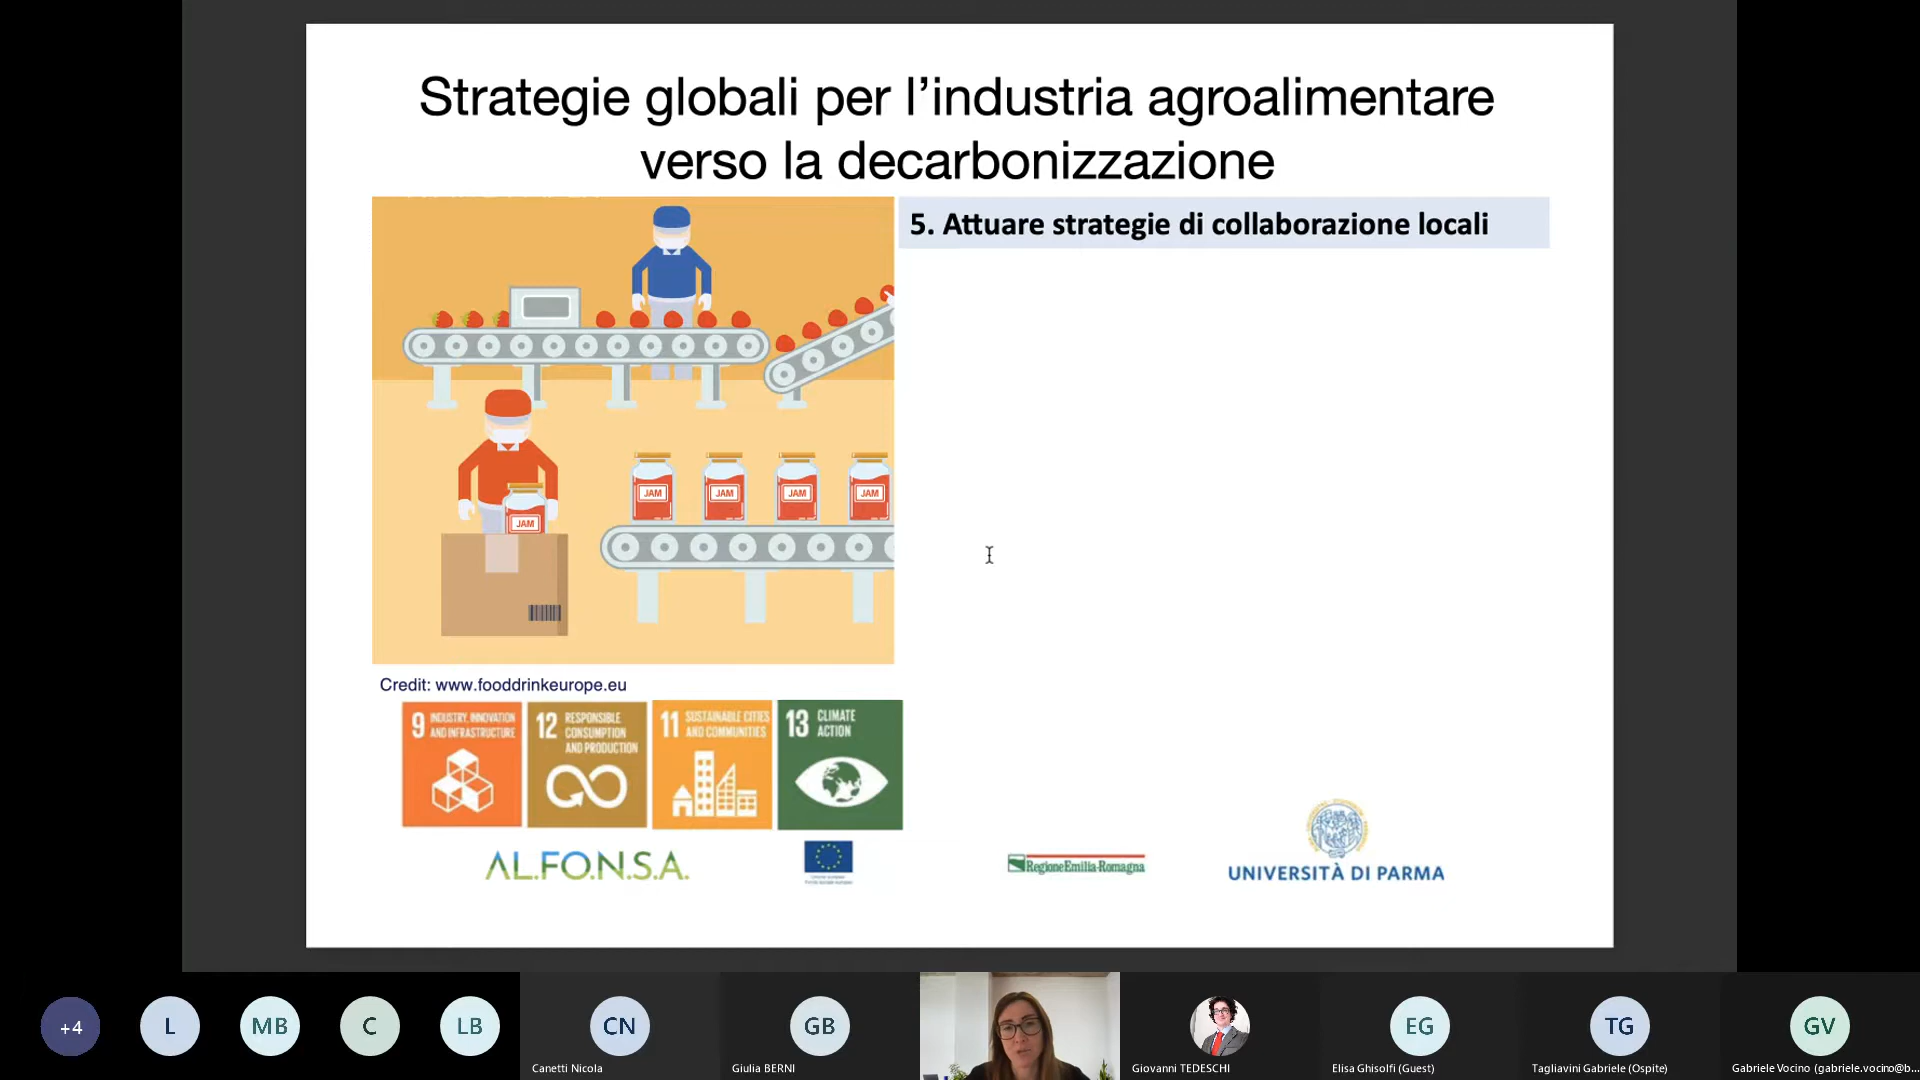 Strategie globali per l’industria agroalimentare
verso la decarbonizzazione
5. Attuare strategie di collaborazione locali
JAM JAM JAM JAM
JAM
Credit: www.fooddrinkeurope.eu
9 INDUSTRY, INNOVATION
AND INFRASTRUCTURE
12 RESPONSIBLE
CONSUMPTION
AND PRODUCTION
11 SUSTAINABLE CITIES
AND COMMUNITIES
13 CLIMATE
ACTION
AL.FO.N.S.A.
RegioneEmilia-Romagna
UNIVERSITÀ DI PARMA
+4
L
MB
C
LB
CN
Canetti Nicola
GB
Giulia BERNI
Giovanni TEDESCHI
EG
Elisa Ghisolfi (Guest)
TG
Tagliavini Gabriele (Ospite)
GV
Gabriele Vocino (gabriele.vocino@b...